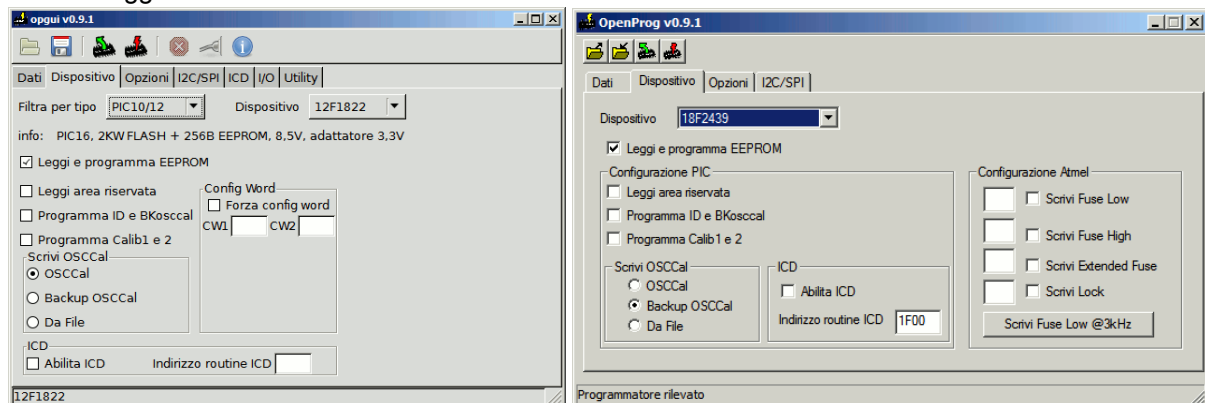 opgui v0.9.1
Dati Dispositivo Opzioni I2C/SPI ICD I/O Utility
Filtra per tipo PIC10/12 Dispositivo 12F1822
info: PIC16, 2KW FLASH + 256B EEPROM, 8,5V, adattatore 3,3V
Leggi e programma EEPROM
Leggi area riservata
Programma ID e BKosccal
Programma Calib1 e 2
Config Word
Forza config word
CW1 CW2
Scrivi OSCCal
OSCCal
Backup OSCCal
Da File
ICD
Abilita ICD Indirizzo routine ICD
12F1822
OpenProg v0.9.1
Dati Dispositivo Opzioni I2C/SPI
Dispositivo 18F2439
Leggi e programma EEPROM
Configurazione PIC
Leggi area riservata
Programma ID e BKosccal
Programma Calib1 e 2
Scrivi OSCCal
OSCCal
Backup OSCCal
Da File
ICD
Abilita ICD
Indirizzo routine ICD 1F00
Configurazione Atmel
Scrivi Fuse Low
Scrivi Fuse High
Scrivi Extended Fuse
Scrivi Lock
Scrivi Fuse Low @3kHz
Programmatore rilevato